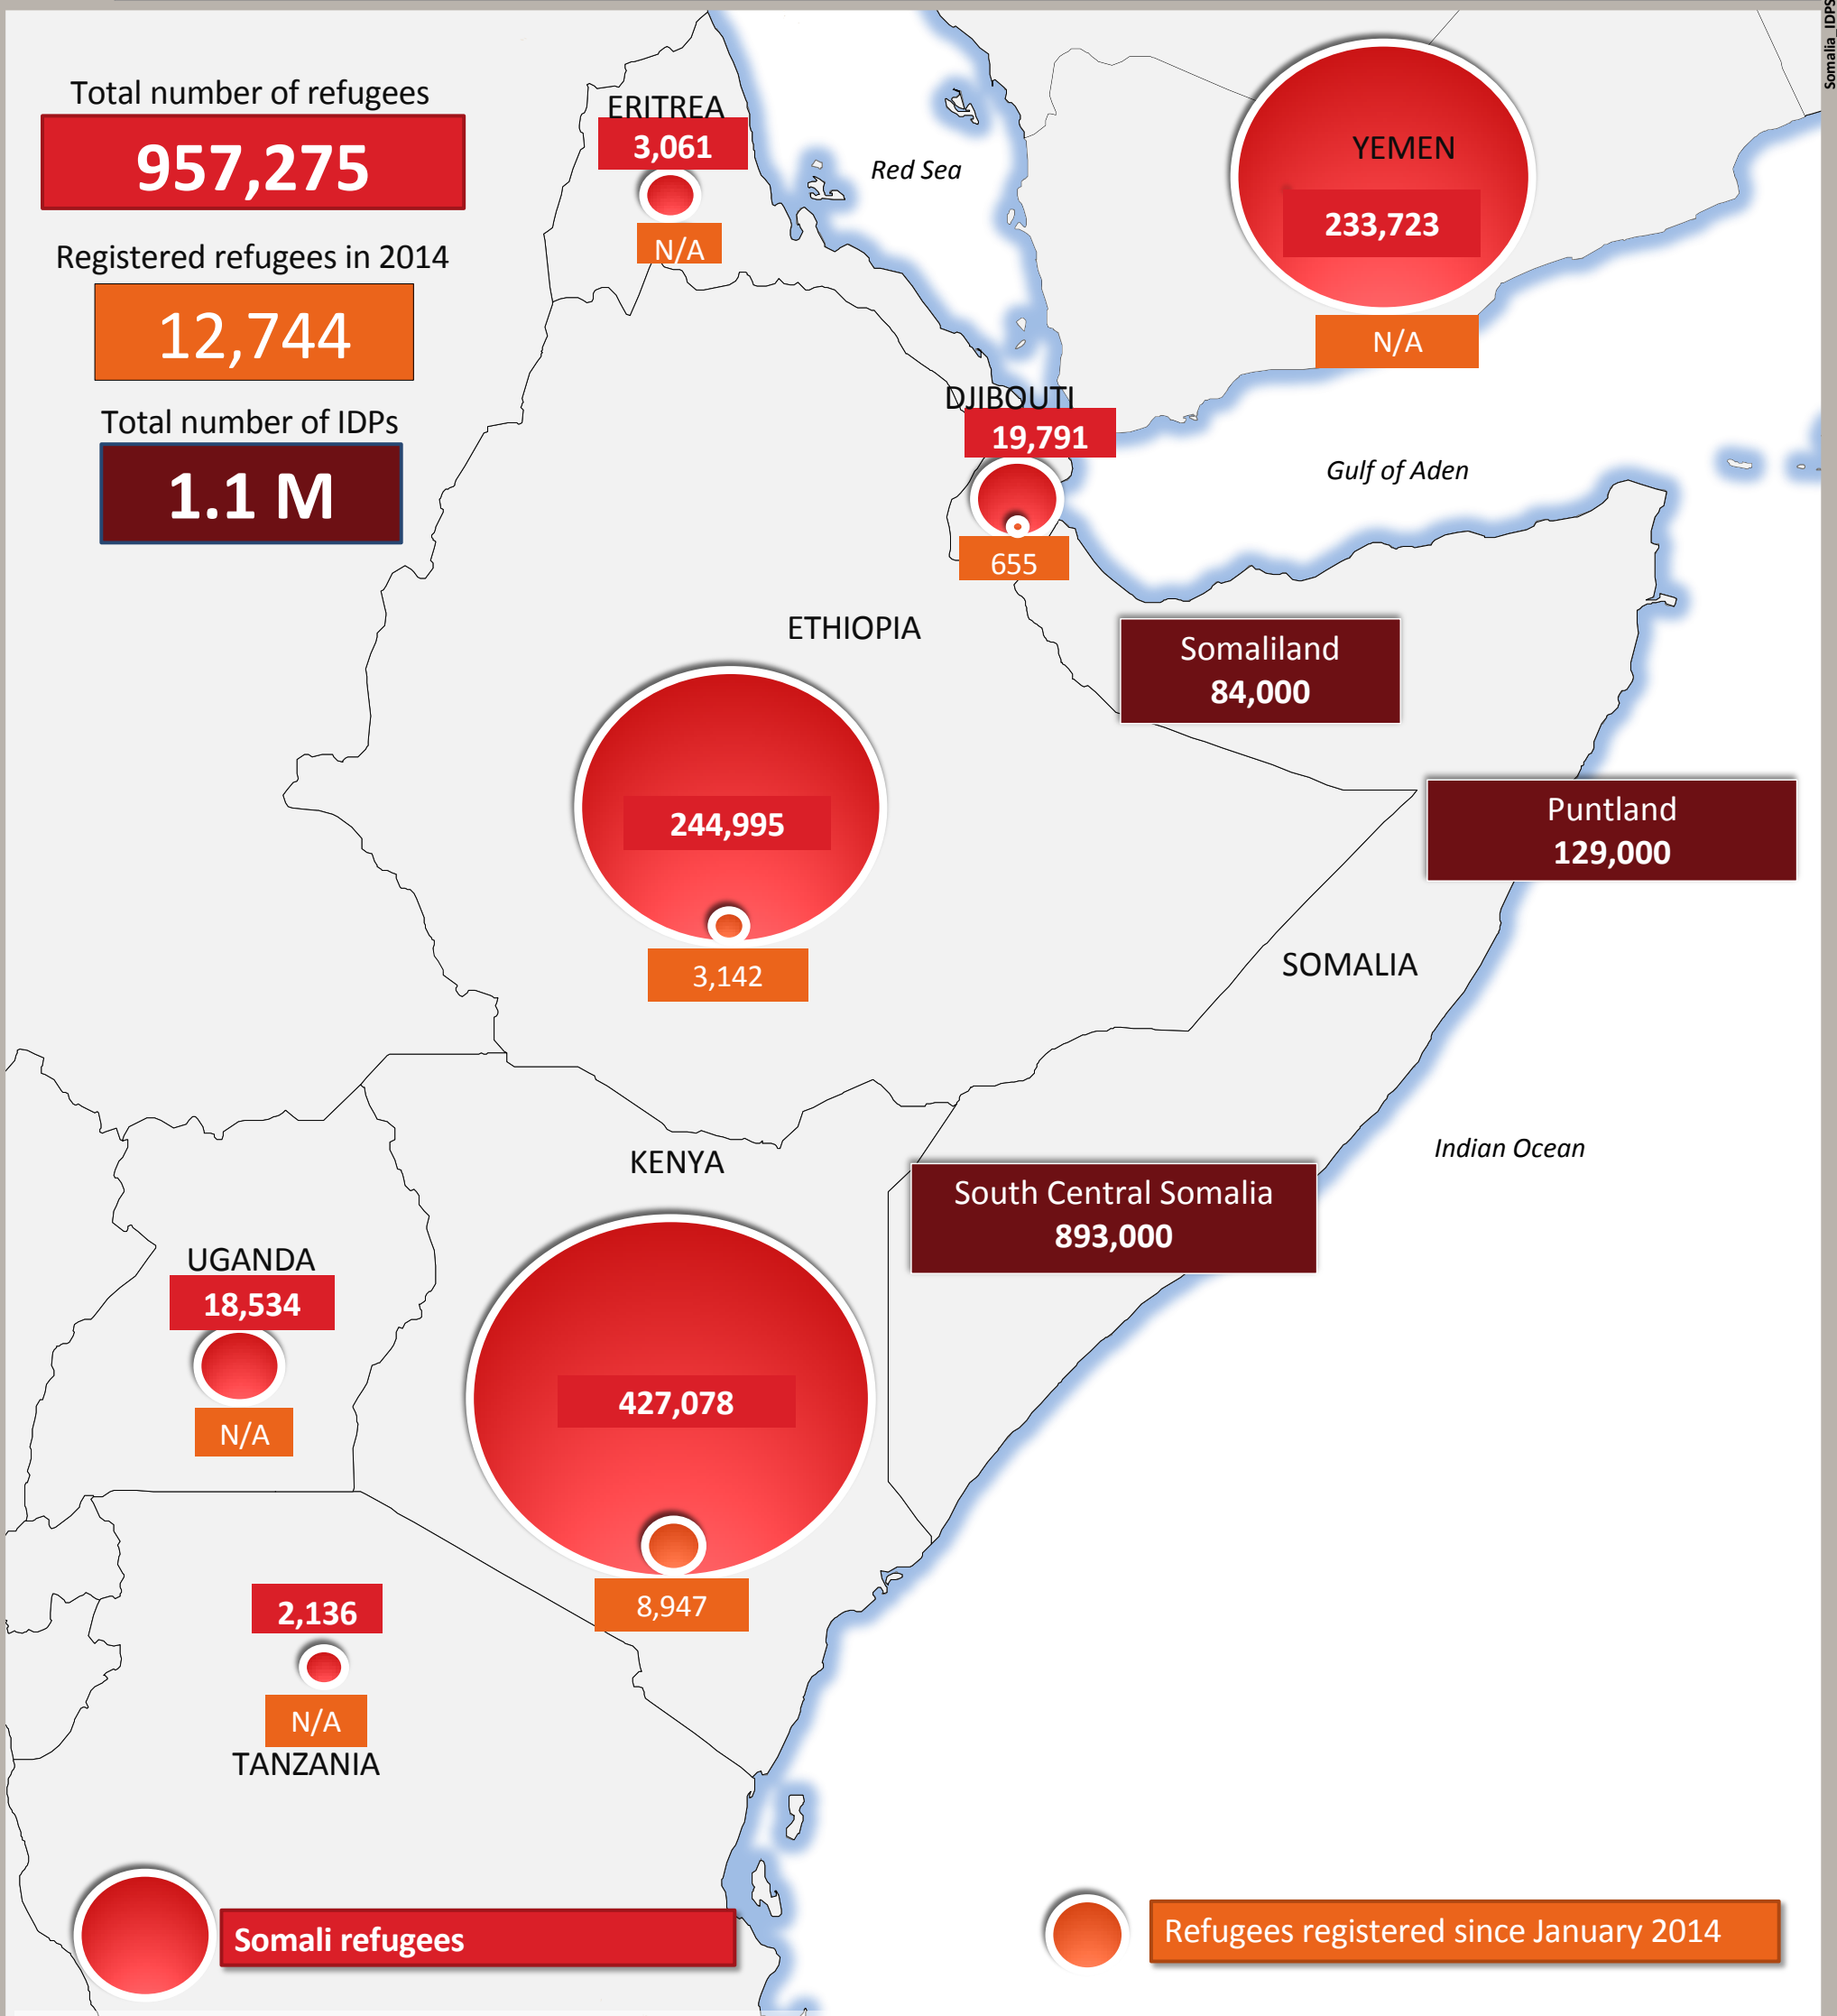 Somalia_IDPS
Total number of refugees
957,275
Registered refugees in 2014
12,744
Total number of IDPs
1.1 M
ERITREA
3,061
N/A
Red Sea
YEMEN
233,723
N/A
DJIBOUTI
19,791
655
Gulf of Aden
ETHIOPIA
244,995
3,142
Somaliland
84,000
Puntland
129,000
SOMALIA
Indian Ocean
KENYA
427,078
8,947
South Central Somalia
893,000
UGANDA
18,534
N/A
2,136
N/A
TANZANIA
Somali refugees
Refugees registered since January 2014